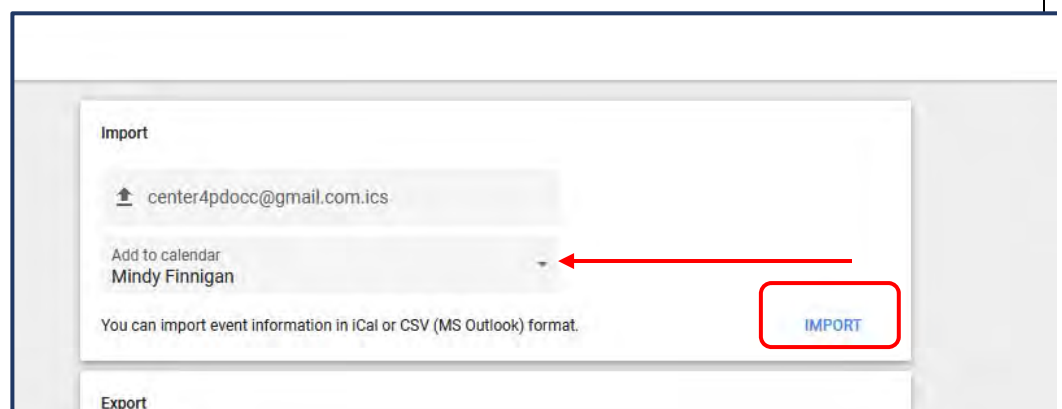 Import
center4pdocc@gmail.com.ics
Add to calendar
Mindy Finnigan
You can import event information in iCal or CSV (MS Outlook) format.
IMPORT
Export